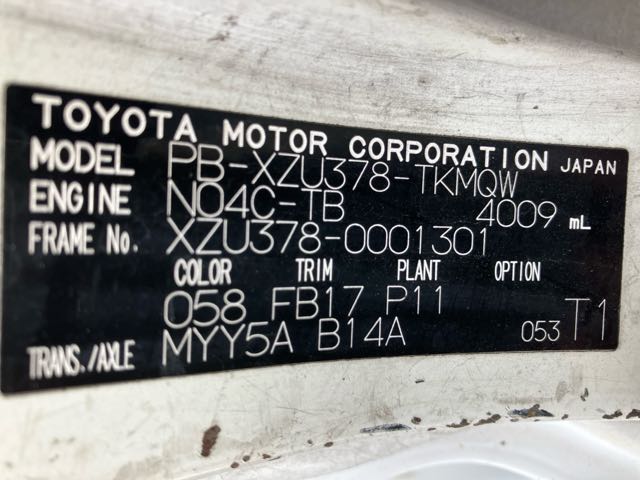 TOYOTA MOTOR CORPORATION JAPAN
MODEL PB-XZU378-TKMQW
ENGINE N04C-TB 4009 mL
FRAME No. XZU378-0001301
COLOR TRIM PLANT OPTION
058 FB17 P11
TRANS./AXLE MYY5A B14A 053 T1